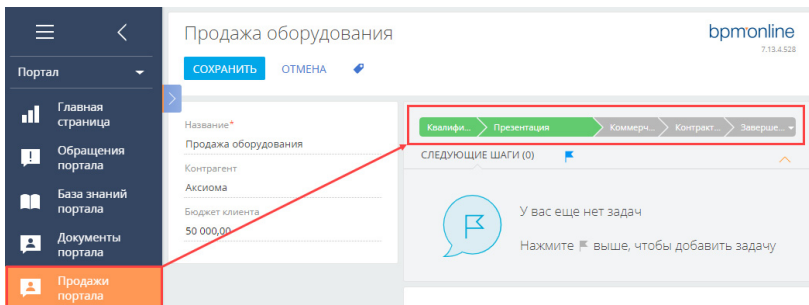 Продажа оборудования
bpmonline
7.13.4.528
СОХРАНИТЬ ОТМЕНА
Портал
Главная
страница
Обращения
портала
База знаний
портала
Документы
портала
Продажи
портала
Название*
Продажа оборудования
Контрагент
Аксиома
Бюджет клиента
50 000,00
Квалифи... Презентация Коммерч... Контракт... Заверше...
СЛЕДУЮЩИЕ ШАГИ (0)
У вас еще нет задач
Нажмите выше, чтобы добавить задачу